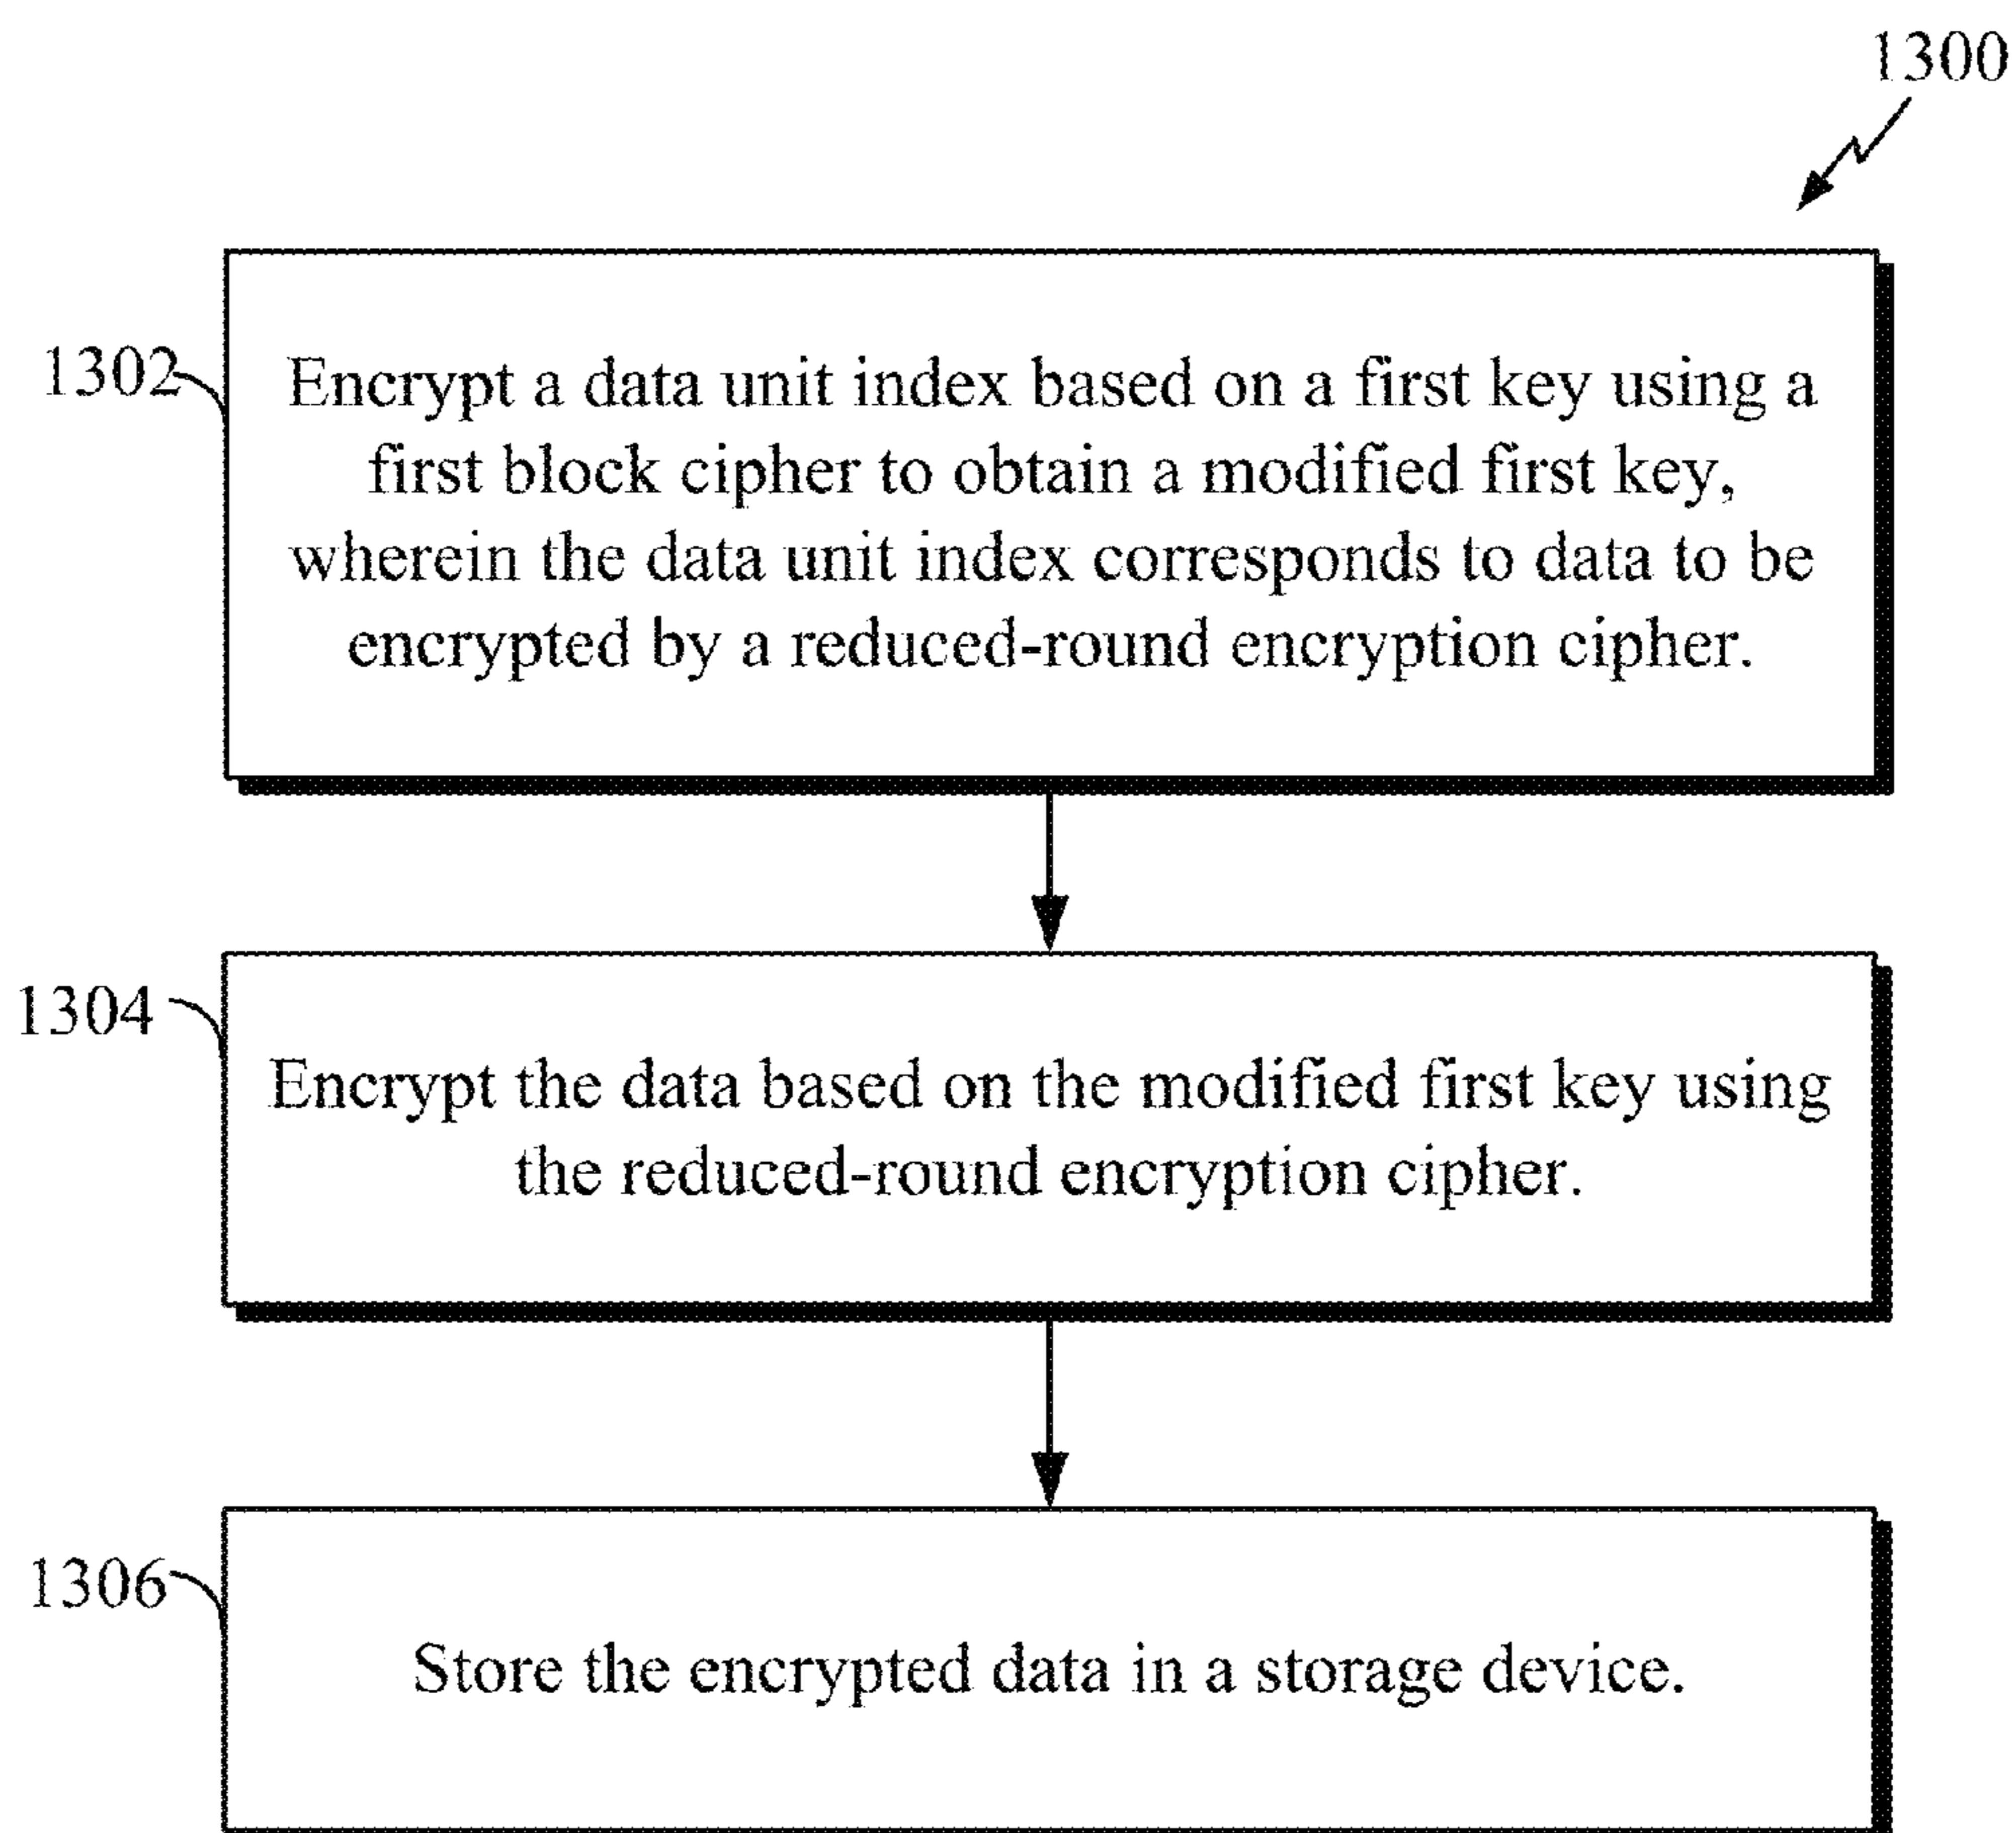 1300
1302
Encrypt a data unit index based on a first key using a
first block cipher to obtain a modified first key,
wherein the data unit index corresponds to data to be
encrypted by a reduced-round encryption cipher.
1304
Encrypt the data based on the modified first key using
the reduced-round encryption cipher.
1306
Store the encrypted data in a storage device.